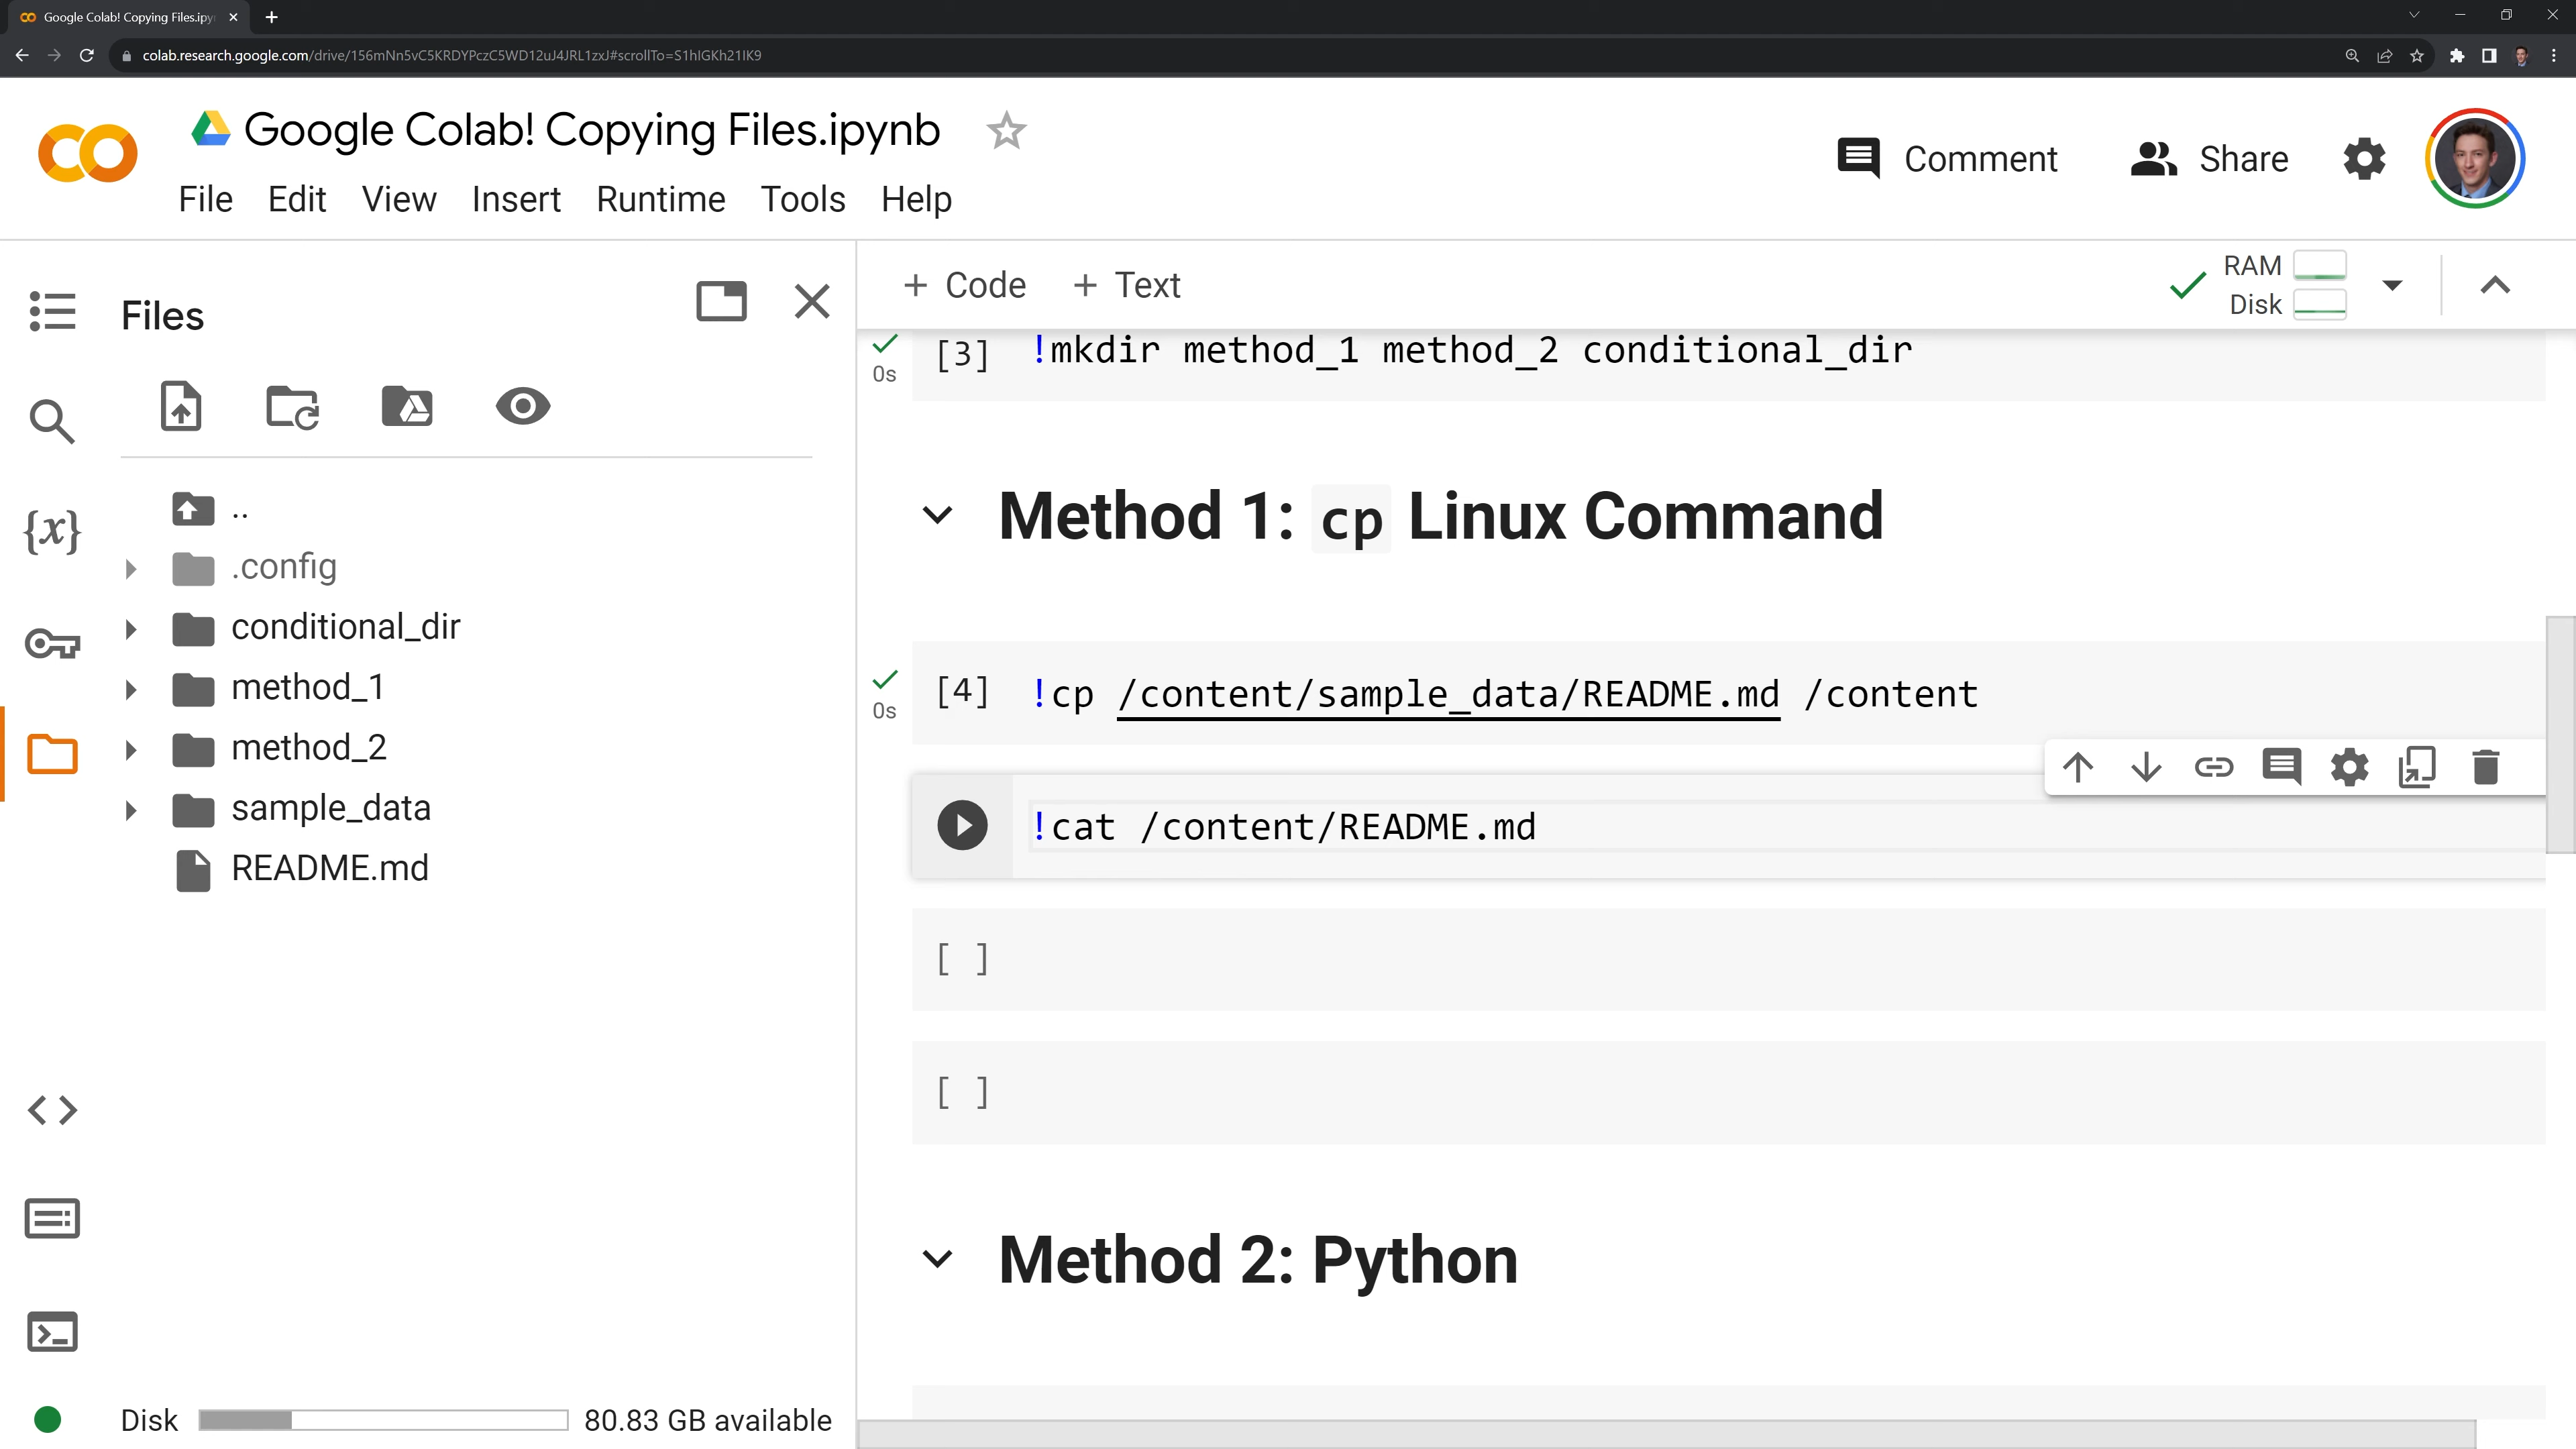 Google Colab! Copying Files.ipy
colab.research.google.com/drive/156mNn5vC5KRDYPczC5WD12uJ4JRL1zxJ#scrollTo=S1hIGKh21IK9
Google Colab! Copying Files.ipynb
File Edit View Insert Runtime Tools Help
Comment
Share
Files
+ Code + Text
RAM
Disk
..
.config
conditional_dir
method_1
method_2
sample_data
README.md
{x}
Disk
80.83 GB available
0s
[3] !mkdir method_1 method_2 conditional_dir
Method 1: cp Linux Command
0s
[4] !cp /content/sample_data/README.md /content
!cat /content/README.md
[ ]
[ ]
Method 2: Python